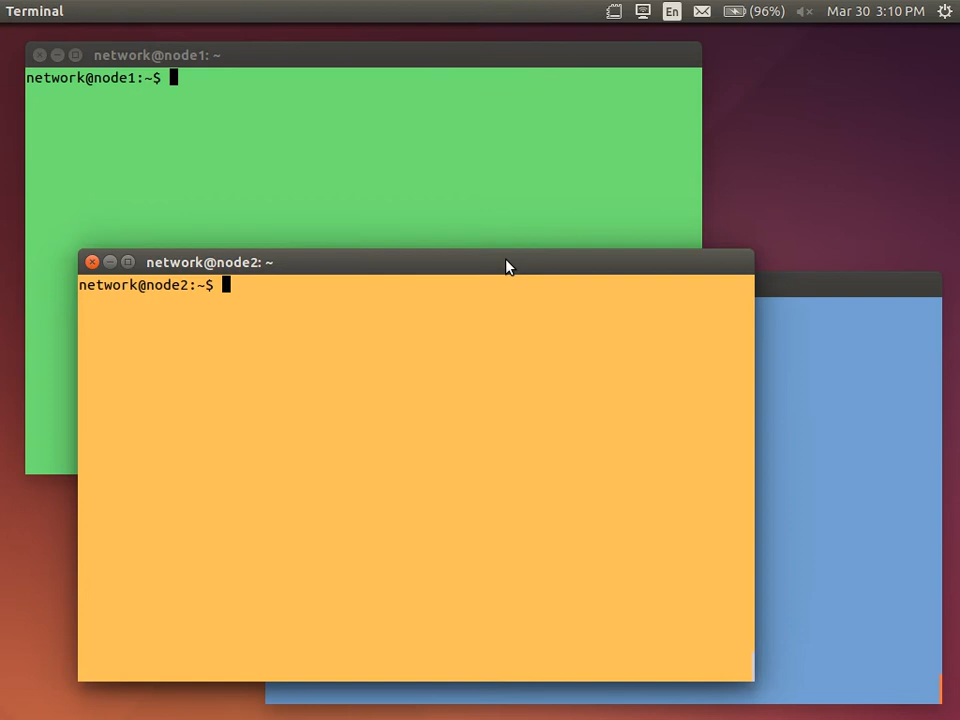 Terminal
En
(96%)
Mar 30 3:10 PM
network@node1: ~
network@node1:~$
network@node2: ~
network@node2:~$